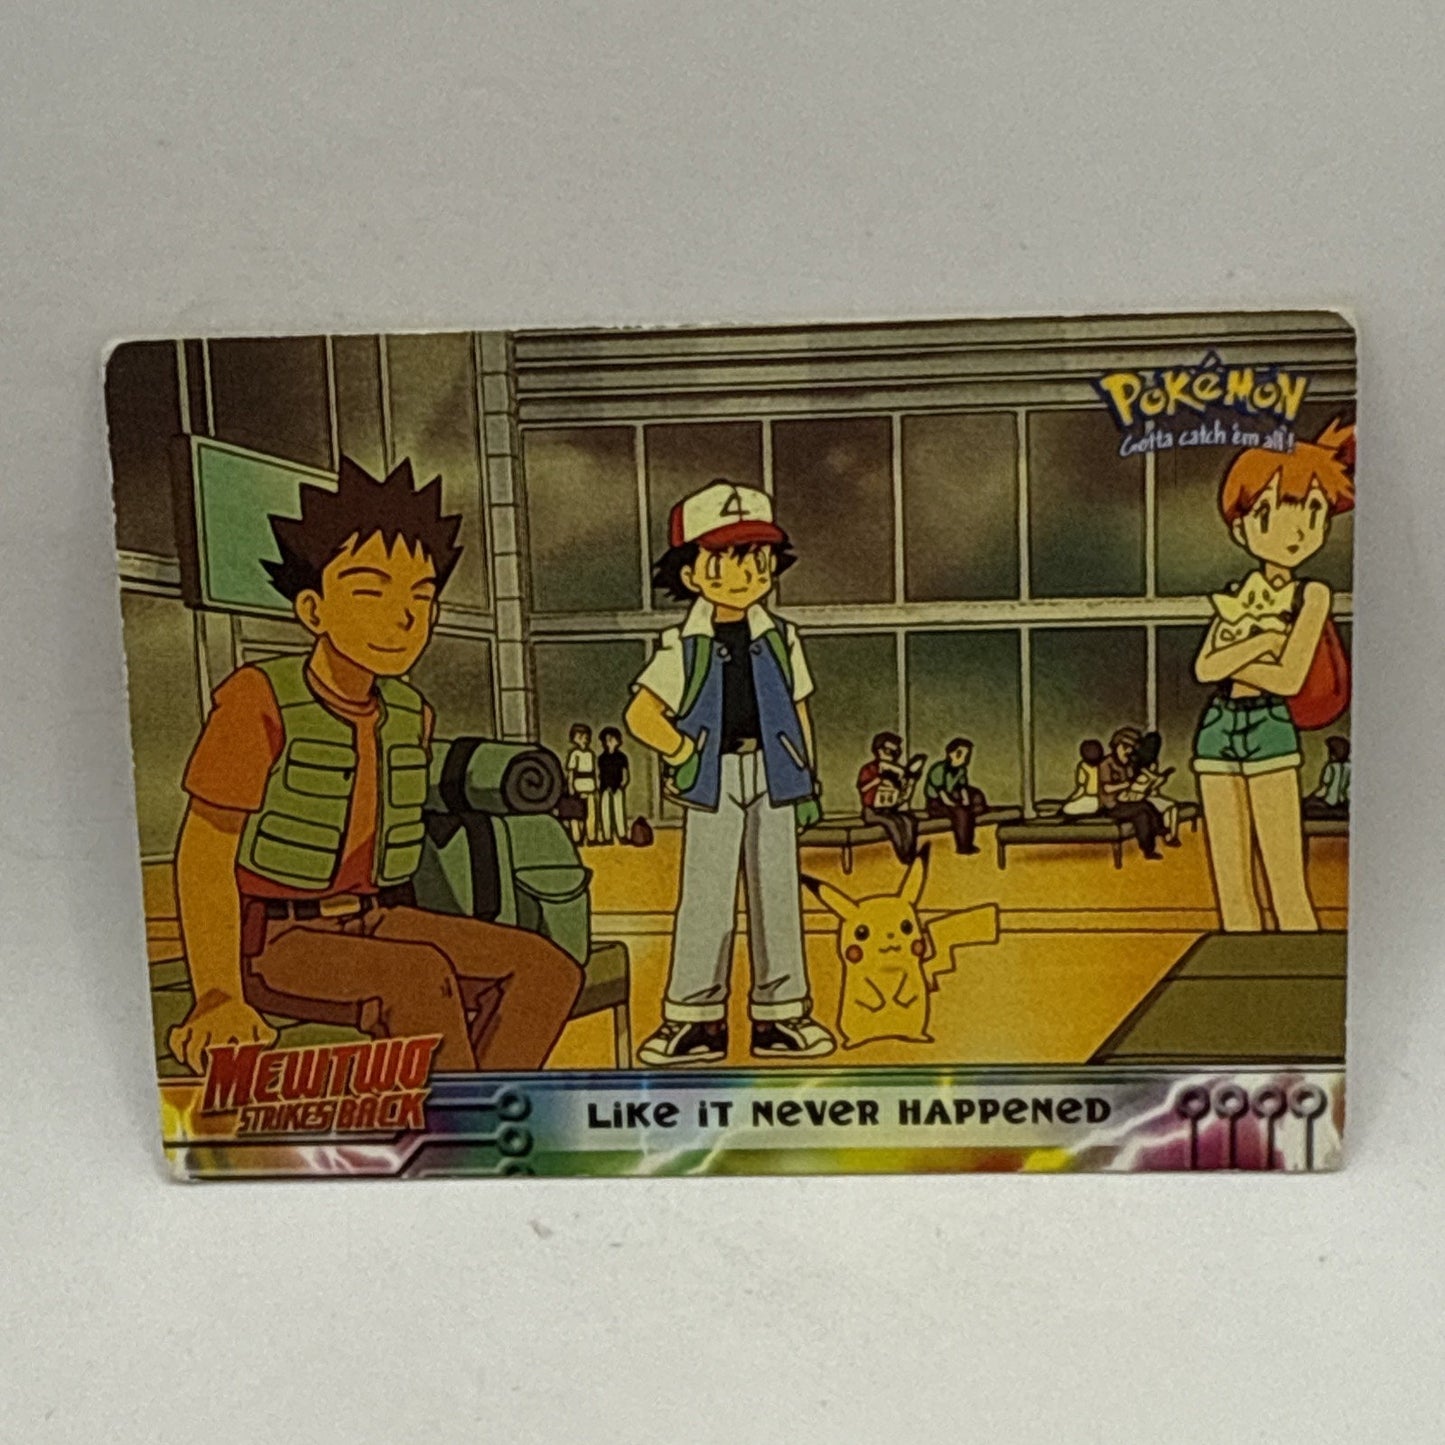 POKéMON
Gotta catch 'em all!
MEWTWO
STRIKES BACK
LiKe iT NeVeR HAPPeNeD